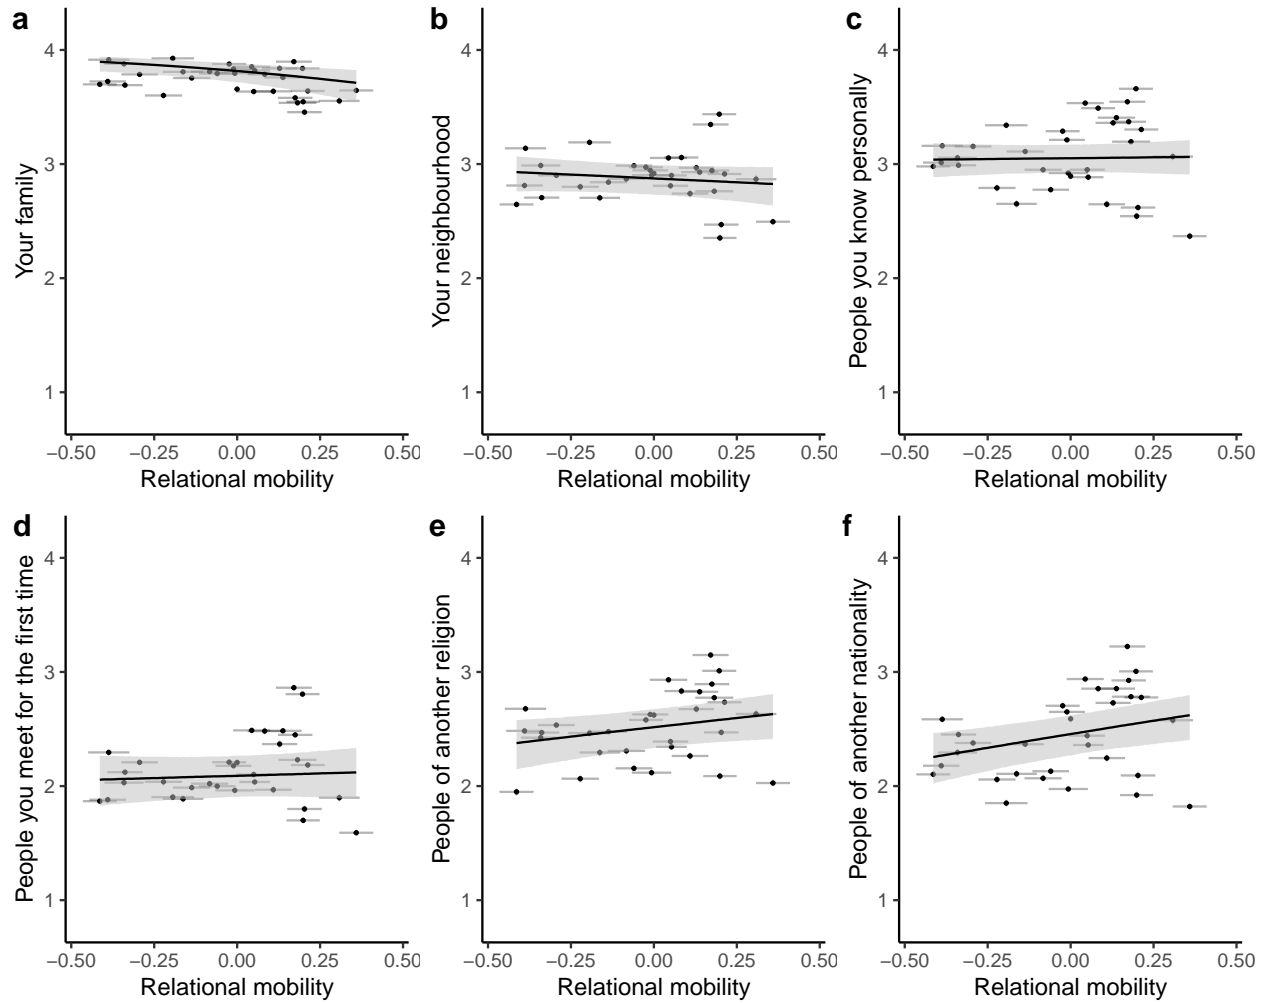 a
Your family
4
3
2
1
−0.50 −0.25 0.00 0.25 0.50
Relational mobility
b
Your neighbourhood
4
3
2
1
−0.50 −0.25 0.00 0.25 0.50
Relational mobility
c
People you know personally
4
3
2
1
−0.50 −0.25 0.00 0.25 0.50
Relational mobility
d
People you meet for the first time
4
3
2
1
−0.50 −0.25 0.00 0.25 0.50
Relational mobility
e
People of another religion
4
3
2
1
−0.50 −0.25 0.00 0.25 0.50
Relational mobility
f
People of another nationality
4
3
2
1
−0.50 −0.25 0.00 0.25 0.50
Relational mobility